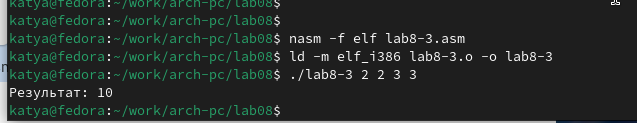 katya@fedora:~/work/arch-pc/lab08$
katya@fedora:~/work/arch-pc/lab08$
katya@fedora:~/work/arch-pc/lab08$ nasm -f elf lab8-3.asm
katya@fedora:~/work/arch-pc/lab08$ ld -m elf_i386 lab8-3.o -o lab8-3
katya@fedora:~/work/arch-pc/lab08$ ./lab8-3 2 2 3 3
Результат: 10
katya@fedora:~/work/arch-pc/lab08$